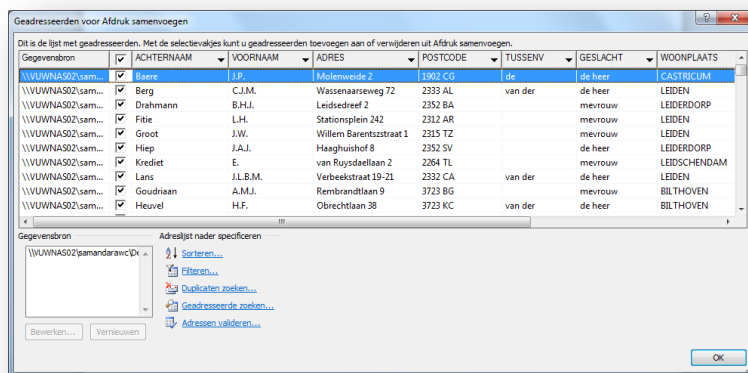 Geadresseerden voor Afdruk samenvoegen
Dit is de lijst met geadresseerden. Met de selectievakjes kunt u geadresseerden toevoegen aan of verwijderen uit Afdruk samenvoegen.
Gegevensbron ACHTERNAAM VOORNAAM ADRES POSTCODE TUSSENV GESLACHT WOONPLAATS
\\VUWNAS02\sam... Baere J.P. Molenweide 2 1902 CG de de heer CASTRICUM
\\VUWNAS02\sam... Berg C.J.M. Wassenaarseweg 72 2333 AL van der de heer LEIDEN
\\VUWNAS02\sam... Drahmann B.H.J. Leidsedreef 2 2352 BA mevrouw LEIDERDORP
\\VUWNAS02\sam... Fitie L.H. Stationsplein 242 2312 AR mevrouw LEIDEN
\\VUWNAS02\sam... Groot J.W. Willem Barentszstraat 1 2315 TZ mevrouw LEIDEN
\\VUWNAS02\sam... Hiep J.A.J. Haaghuishof 8 2352 SV de heer LEIDERDORP
\\VUWNAS02\sam... Krediet E. van Ruysdaellaan 2 2264 TL mevrouw LEIDSCHENDAM
\\VUWNAS02\sam... Lans J.L.B.M. Verbeekstraat 19-21 2332 CA van der de heer LEIDEN
\\VUWNAS02\sam... Goudriaan A.M.J. Rembrandtlaan 9 3723 BG mevrouw BILTHOVEN
\\VUWNAS02\sam... Heuvel H.F. Obrechtlaan 38 3723 KC van der de heer BILTHOVEN
Gegevensbron
\\VUWNAS02\samandarawc\De
Bewerken... Vernieuwen
Adreslijst nader specificeren
Sorteren...
Filteren...
Duplicaten zoeken...
Geadresseerde zoeken...
Adressen valideren...
OK